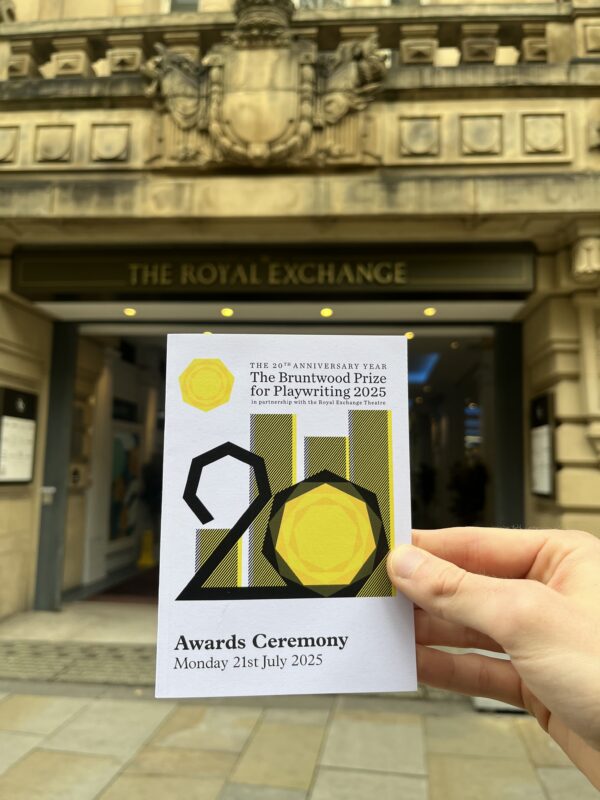 THE ROYAL EXCHANGE
THE 20TH ANNIVERSARY YEAR
The Bruntwood Prize
for Playwriting 2025
in partnership with the Royal Exchange Theatre
20
Awards Ceremony
Monday 21st July 2025